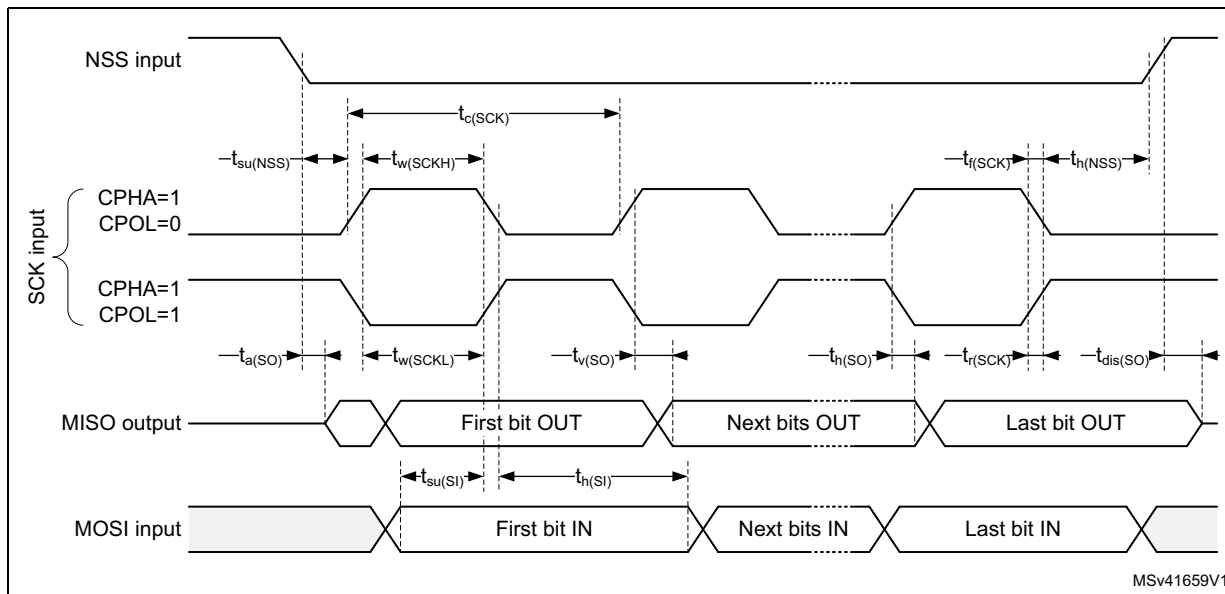 NSS input
tc(SCK)
tsu(NSS) tw(SCKH) tf(SCK) th(NSS)
SCK input
CPHA=1
CPOL=0
CPHA=1
CPOL=1
ta(SO) tw(SCKL) tv(SO) th(SO) tr(SCK) tdis(SO)
MISO output First bit OUT Next bits OUT Last bit OUT
tsu(SI) th(SI)
MOSI input First bit IN Next bits IN Last bit IN
MSv41659V1